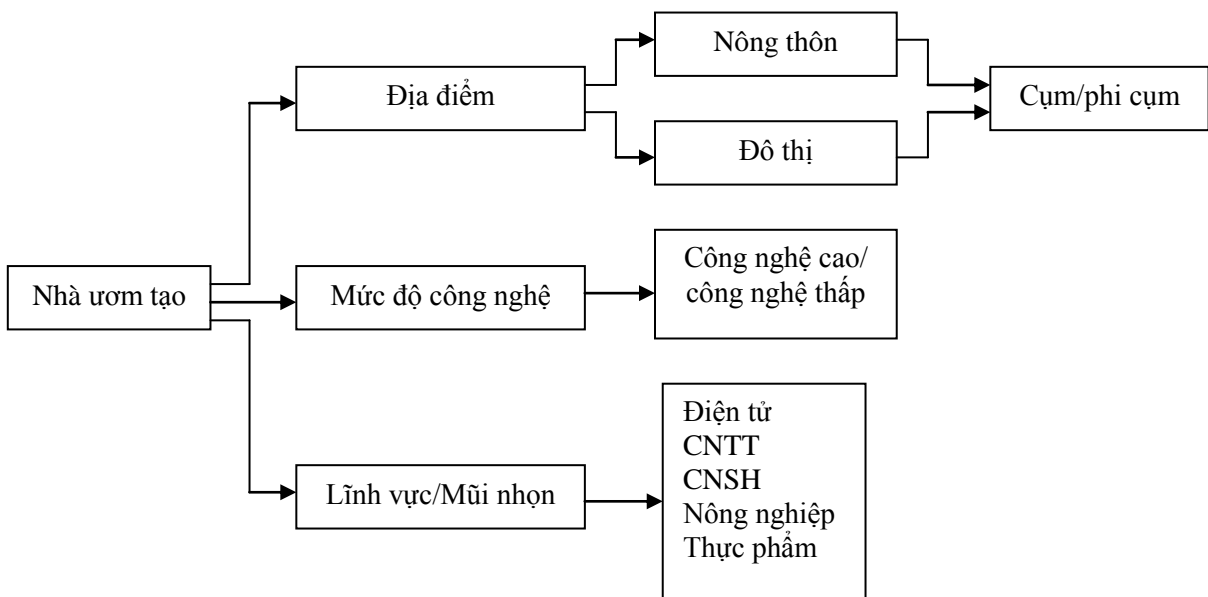 Nông thôn
Địa điểm
Cụm/phi cụm
Đô thị
Công nghệ cao/
công nghệ thấp
Nhà ươm tạo
Mức độ công nghệ
Điện tử
CNTT
CNSH
Nông nghiệp
Thực phẩm
Lĩnh vực/Mũi nhọn